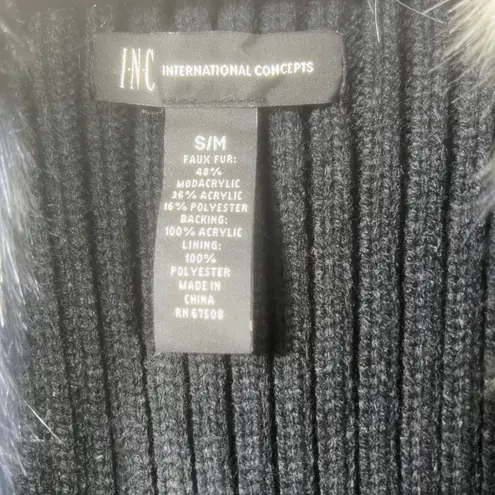 I·N·C INTERNATIONAL CONCEPTS
S/M
FAUX FUR:
48%
MODACRYLIC
36% ACRYLIC
16% POLYESTER
BACKING:
100% ACRYLIC
LINING:
100%
POLYESTER
MADE IN
CHINA
RN 67508